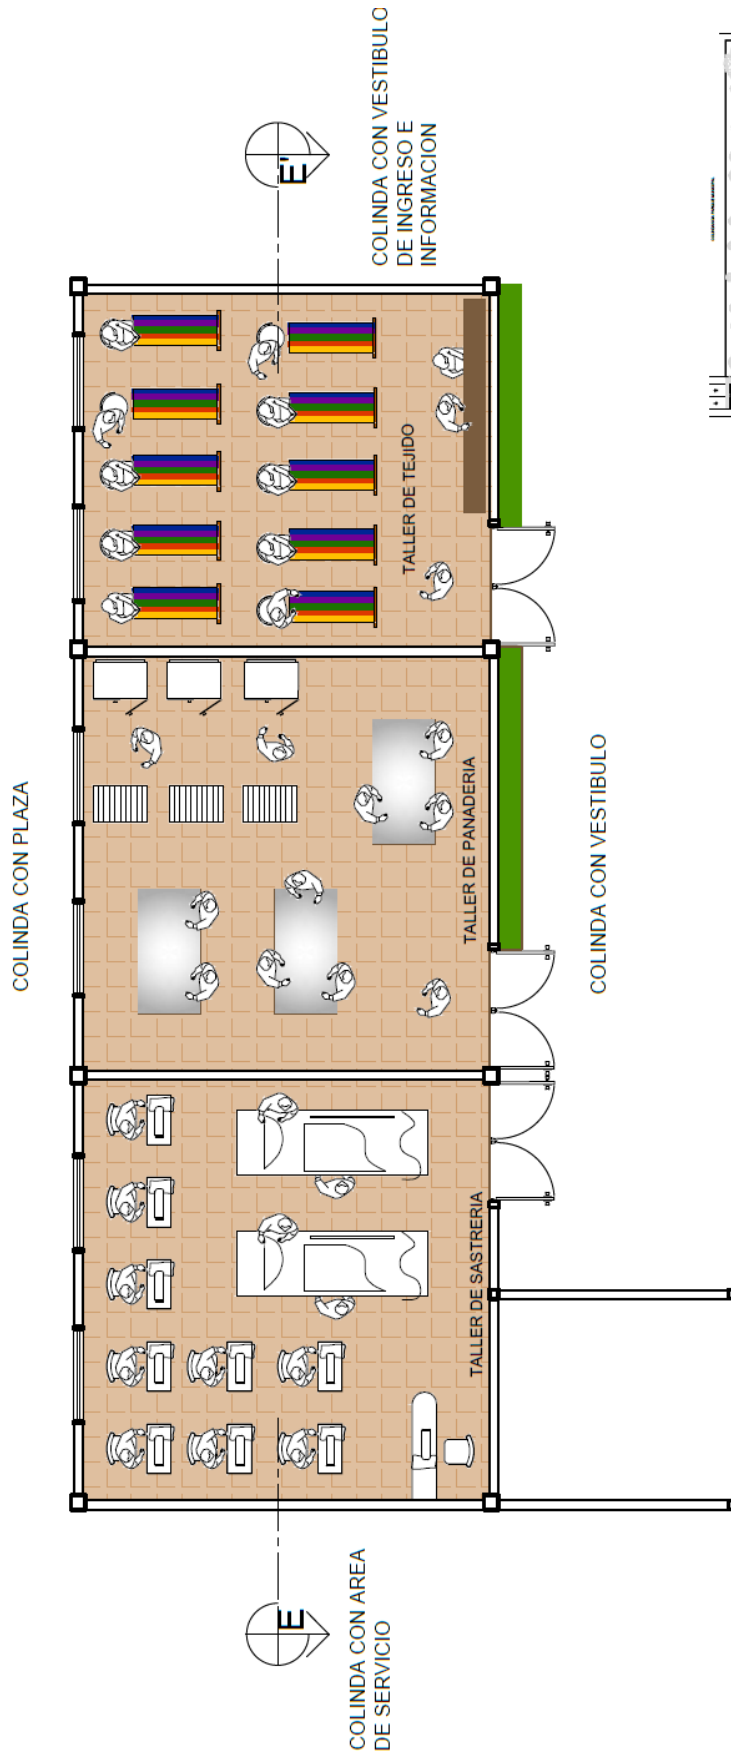 COLINDA CON PLAZA
E
COLINDA CON AREA
DE SERVICIO
TALLER DE SASTRERIA
TALLER DE PANADERIA
TALLER DE TEJIDO
E'
COLINDA CON VESTIBULO
DE INGRESO E
INFORMACION
COLINDA CON VESTIBULO